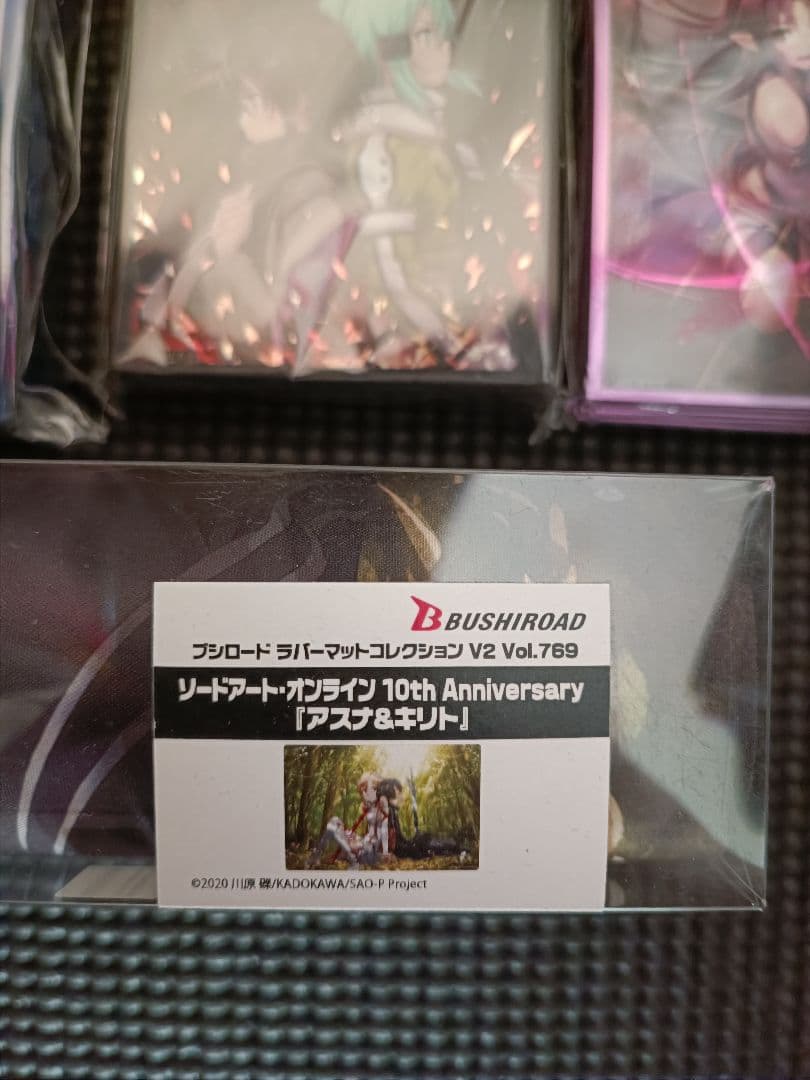 BUSHIROAD
ブシロード ラバーマットコレクション V2 Vol.769
ソードアート・オンライン 10th Anniversary
『アスナ&キリト』
©2020 川原 礫/KADOKAWA/SAO-P Project